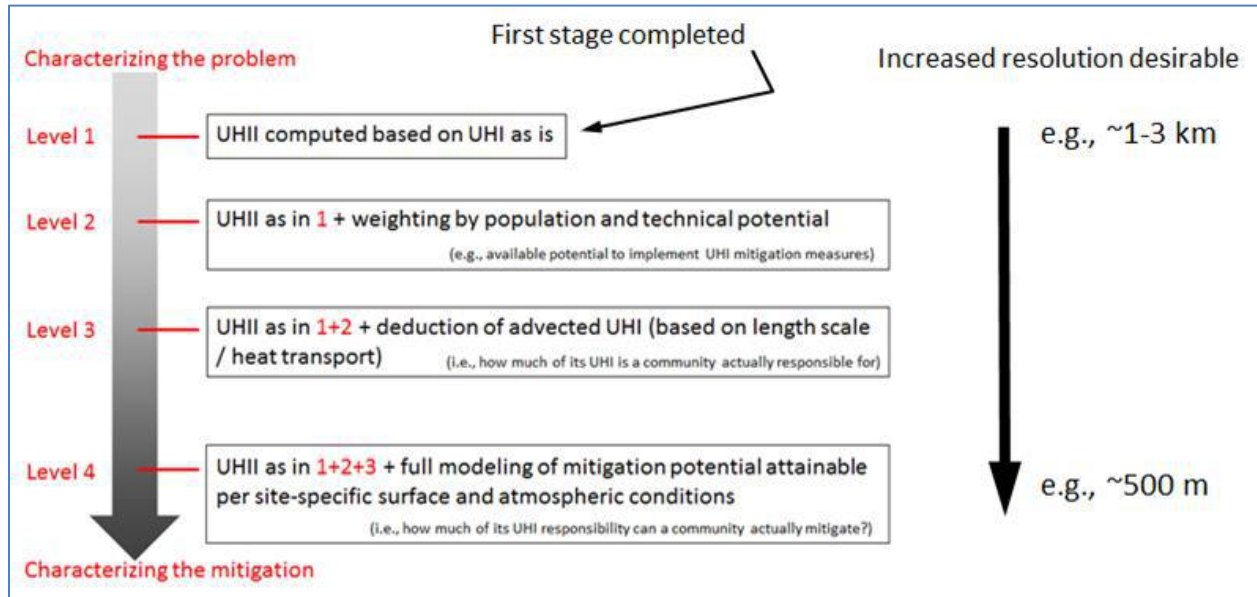 First stage completed
Increased resolution desirable
Characterizing the problem
Level 1
UHII computed based on UHI as is
e.g., ~1-3 km
Level 2
UHII as in 1 + weighting by population and technical potential
(e.g., available potential to implement UHI mitigation measures)
Level 3
UHII as in 1+2 + deduction of advected UHI (based on length scale
/ heat transport)
(i.e., how much of its UHI is a community actually responsible for)
Level 4
UHII as in 1+2+3 + full modeling of mitigation potential attainable
per site-specific surface and atmospheric conditions
(i.e., how much of its UHI responsibility can a community actually mitigate?)
e.g., ~500 m
Characterizing the mitigation